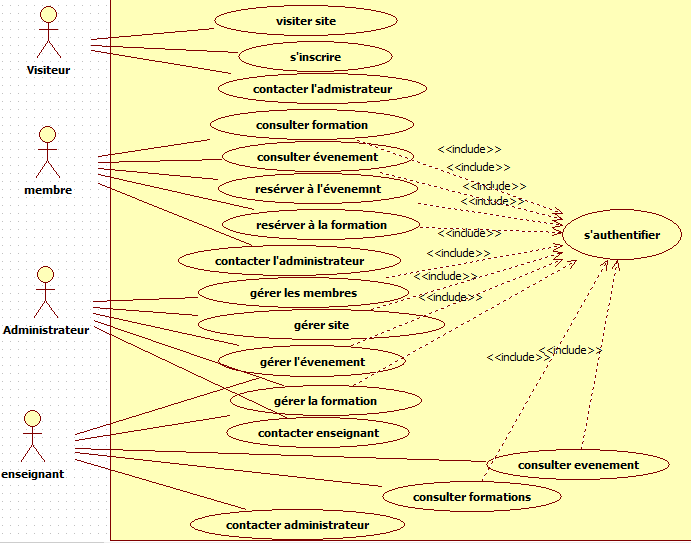 visiter site
Visiteur
s'inscrire
contacter l'admistrateur
consulter formation
<<include>>
consulter évenement
<<include>>
membre
resérver à l'évenemnt
<<include>>
<<include>>
resérver à la formation
<<include>>
s'authentifier
contacter l'administrateur
<<include>>
<<include>>
gérer les membres
<<include>>
Administrateur
gérer site
<<include>>
<<include>>
gérer l'évenement
gérer la formation
contacter enseignant
enseignant
consulter evenement
consulter formations
contacter administrateur